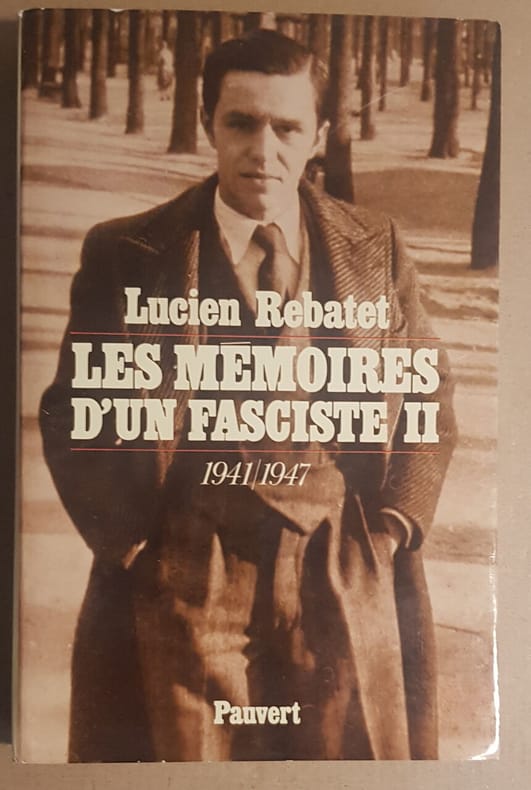 Lucien Rebatet
LES MÉMOIRES
D'UN FASCISTE II
1941/1947
Pauvert